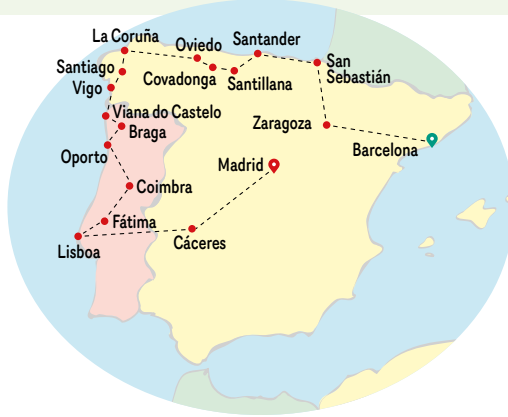 La Coruña
Oviedo
Santander
San
Sebastián
Santiago
Covadonga
Santillana
Vigo
Viana do Castelo
Braga
Zaragoza
Barcelona
Oporto
Madrid
Coimbra
Fátima
Cáceres
Lisboa